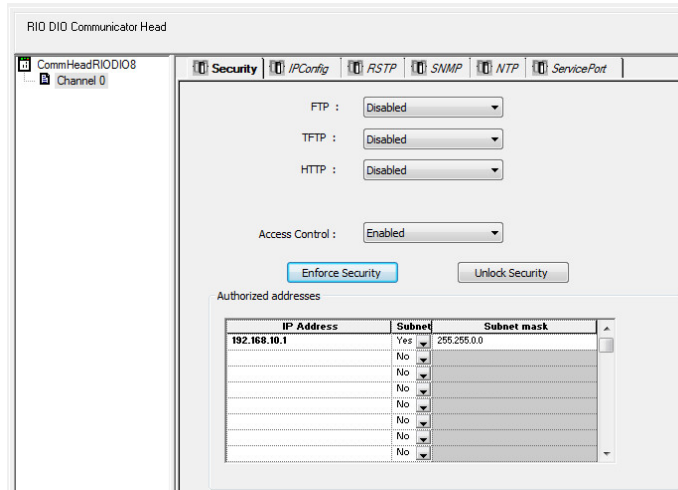 RIO DIO Communicator Head
CommHeadRIODIO8
Channel 0
Security IPConfig RSTP SNMP NTP ServicePort
FTP : Disabled
TFTP : Disabled
HTTP : Disabled
Access Control : Enabled
Enforce Security Unlock Security
Authorized addresses
IP Address Subnet Subnet mask
192.168.10.1 Yes 255.255.0.0
No
No
No
No
No
No
No